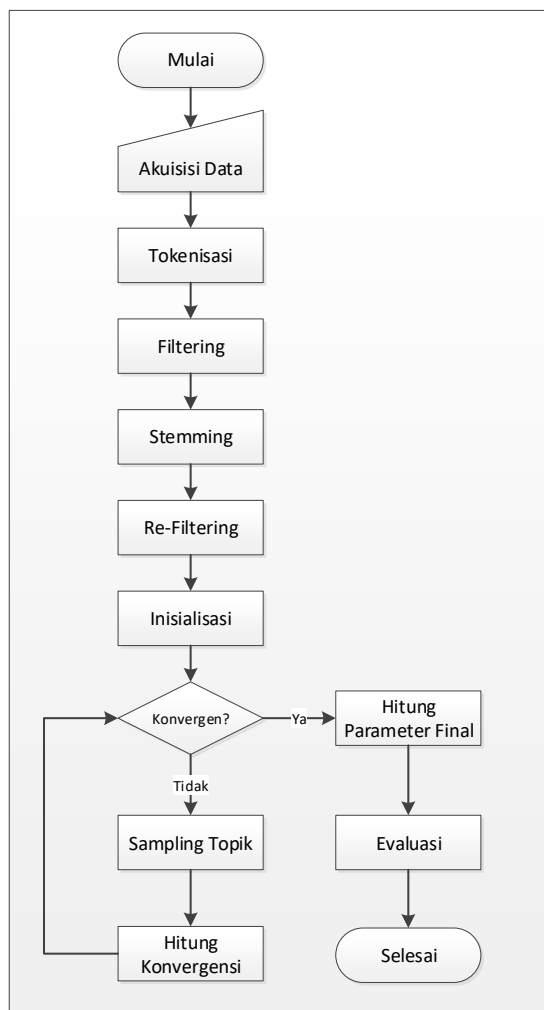 Mulai
Akuisisi Data
Tokenisasi
Filtering
Stemming
Re-Filtering
Inisialisasi
Konvergen?
Ya
Hitung
Parameter Final
Tidak
Sampling Topik
Evaluasi
Hitung
Konvergensi
Selesai